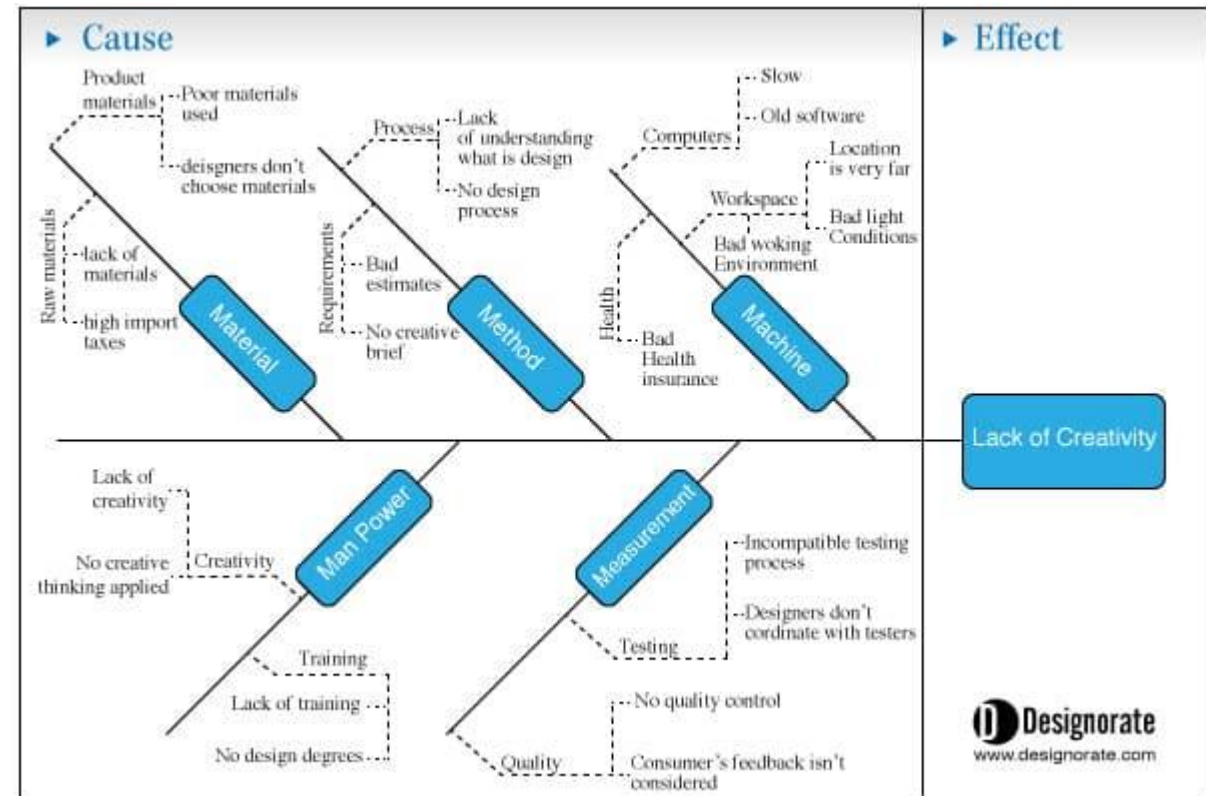 Cause
Effect
Product
materials
Poor materials
used
deisgners don't
choose materials
Raw materials
lack of
materials
high import
taxes
Material
Process
Lack
of understanding
what is design
No design
process
Requirements
Bad
estimates
No creative
brief
Method
Computers
Slow
Old software
Workspace
Location
is very far
Bad light
Conditions
Bad woking
Environment
Health
Bad
Health
insurance
Machine
Lack of Creativity
Lack of
creativity
No creative
thinking applied
Creativity
Man Power
Training
Lack of training
No design degrees
Measurement
Incompatible testing
process
Designers don't
cordinate with testers
Testing
No quality control
Quality
Consumer's feedback isn't
considered
D Designorate
www.designorate.com